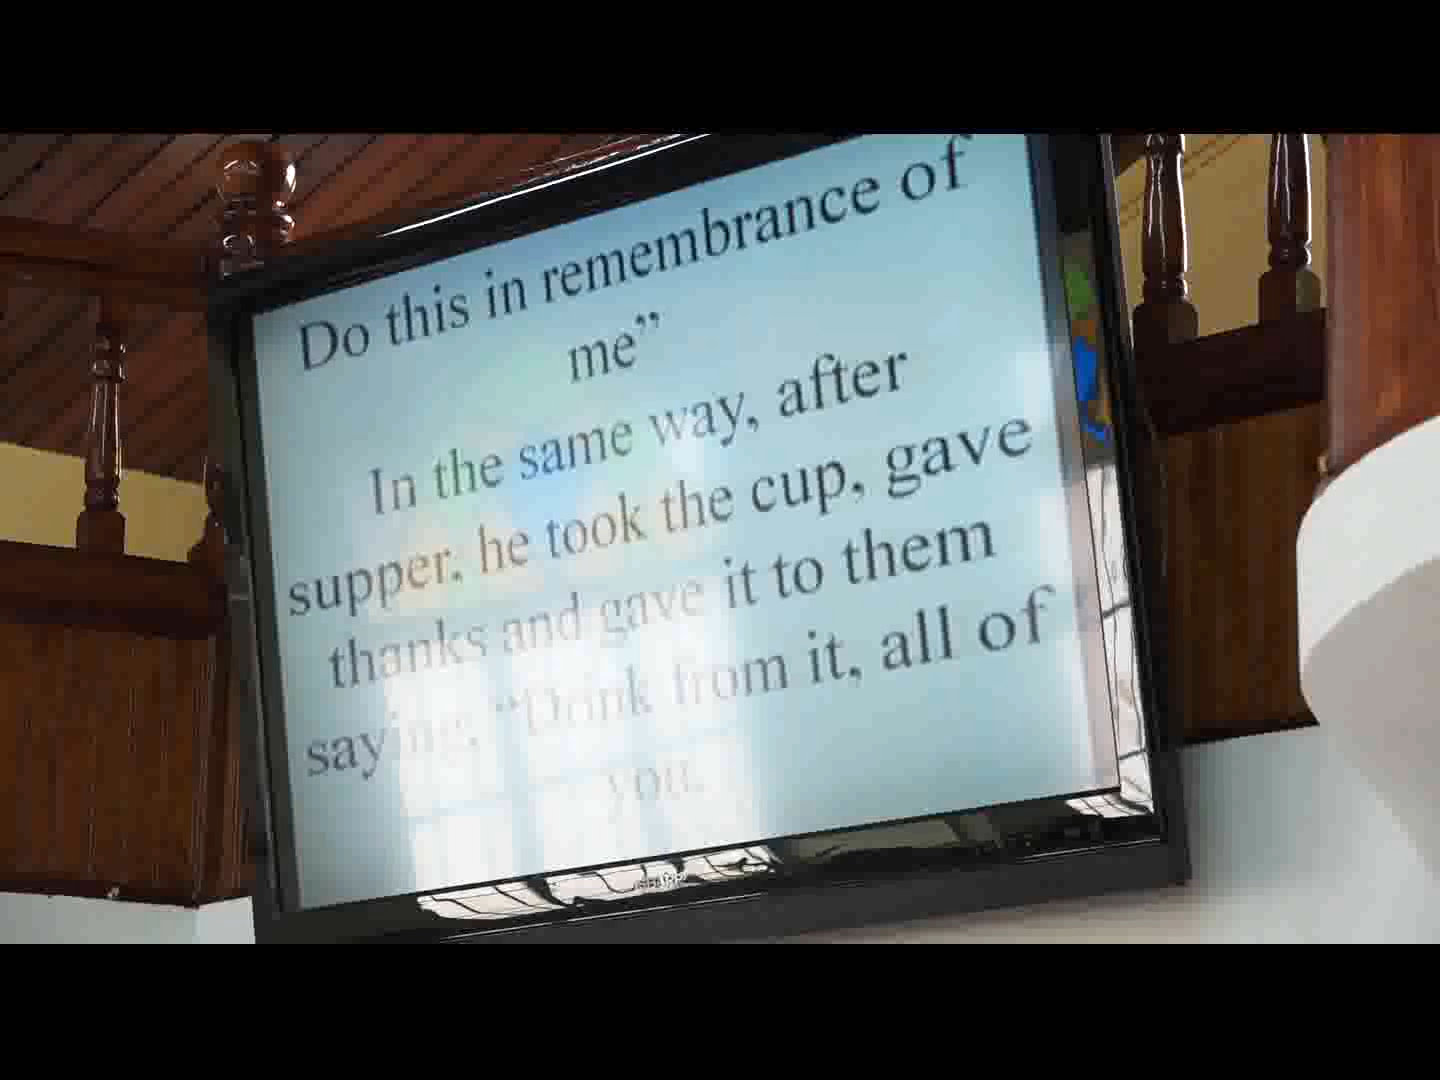 Do this in remembrance of
me”
In the same way, after
supper, he took the cup, gave
thanks and gave it to them
saying, “Drink from it, all of
you.